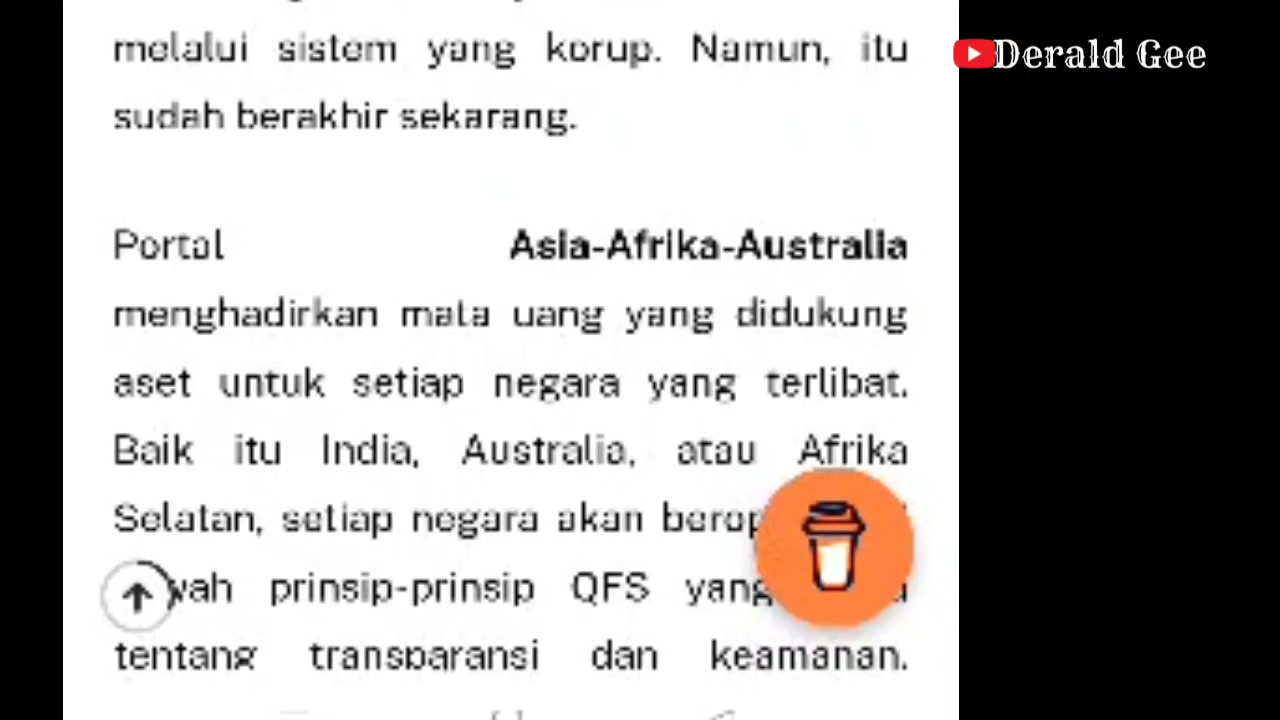 melalui sistem yang korup. Namun, itu
Derald Gee
sudah berakhir sekarang.
Portal Asia-Afrika-Australia
menghadirkan mata uang yang didukung
aset untuk setiap negara yang terlibat.
Baik itu India, Australia, atau Afrika
Selatan, setiap negara akan berop
wah prinsip-prinsip QFS yang
tentang transparansi dan keamanan.